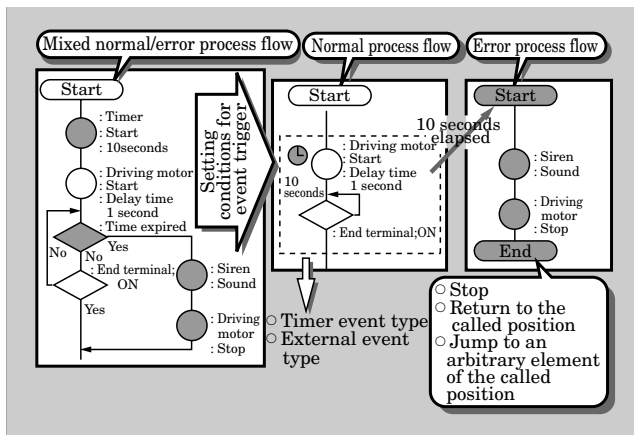 Mixed normal/error process flow
Start
: Timer
: Start
: 10seconds
: Driving motor
: Start
: Delay time
1 second
: Time expired
Yes
No
No
: End terminal;
ON
Yes
: Siren
: Sound
: Driving
motor
: Stop
Setting
conditions for
event trigger
Normal process flow
Start
10
seconds
: Driving motor
: Start
: Delay time
1 second
: End terminal;ON
○ Timer event type
○ External event
type
10 seconds
elapsed
Error process flow
Start
: Siren
: Sound
: Driving
motor
: Stop
End
○ Stop
○ Return to the
called position
○ Jump to an
arbitrary element
of the called
position